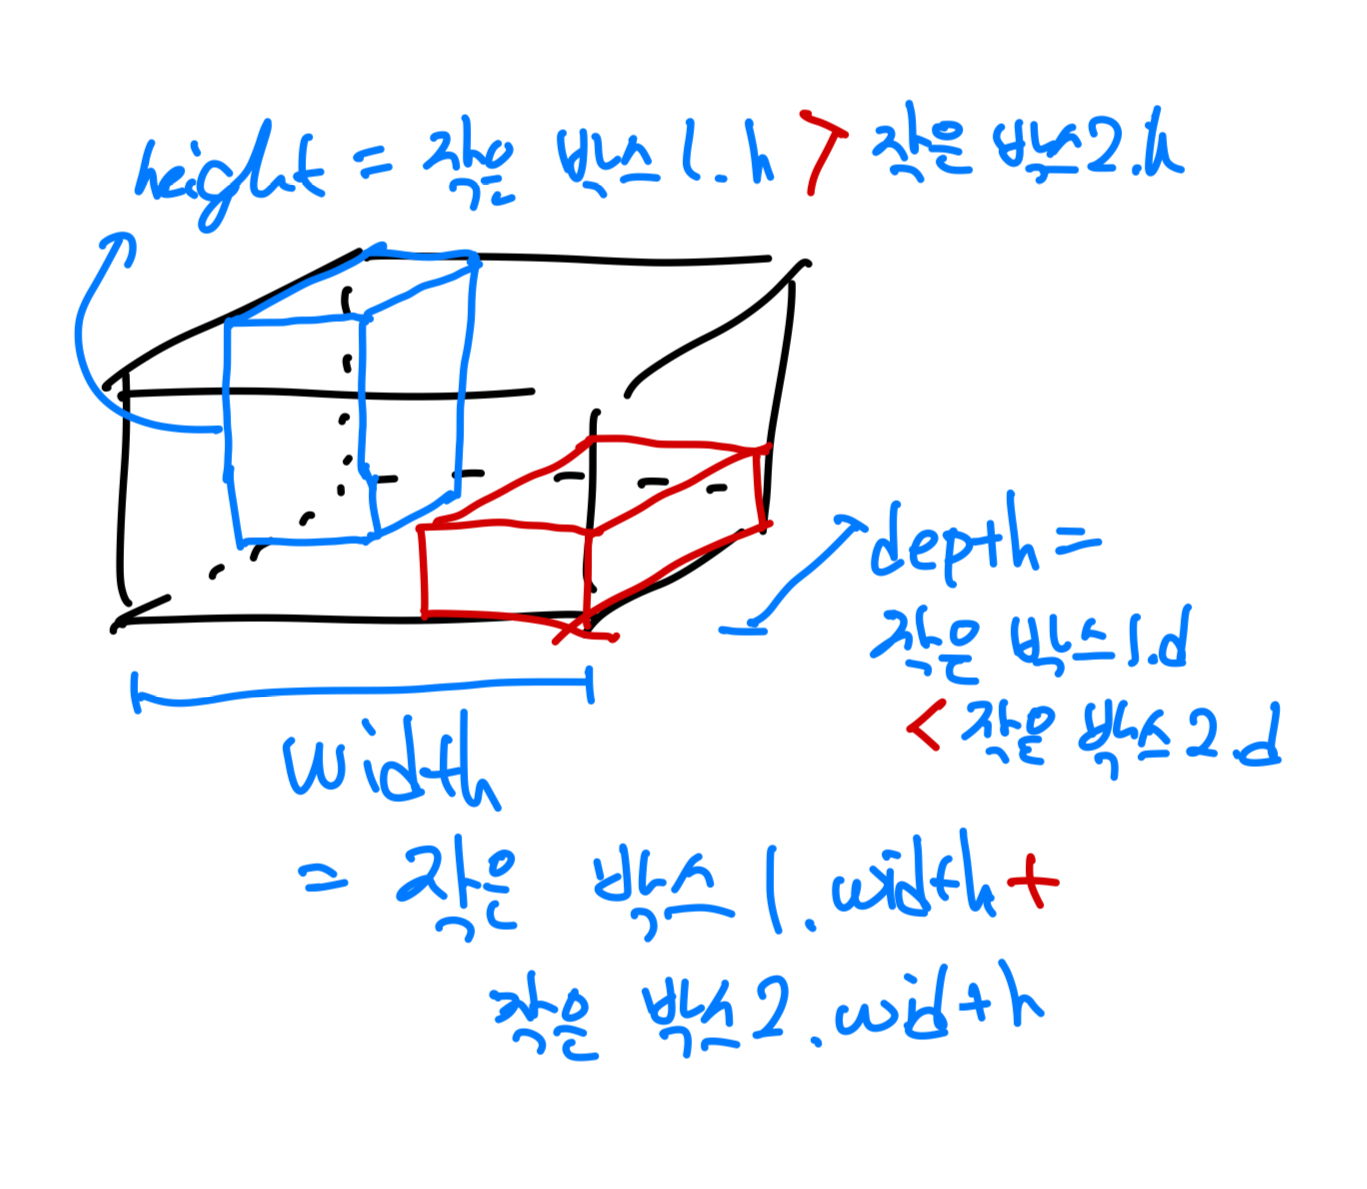 height = 작은 박스 1.h > 작은 박스2.h
depth =
작은 박스1.d
< 작은 박스2.d
width
= 작은 박스 1.width+
작은 박스2.width